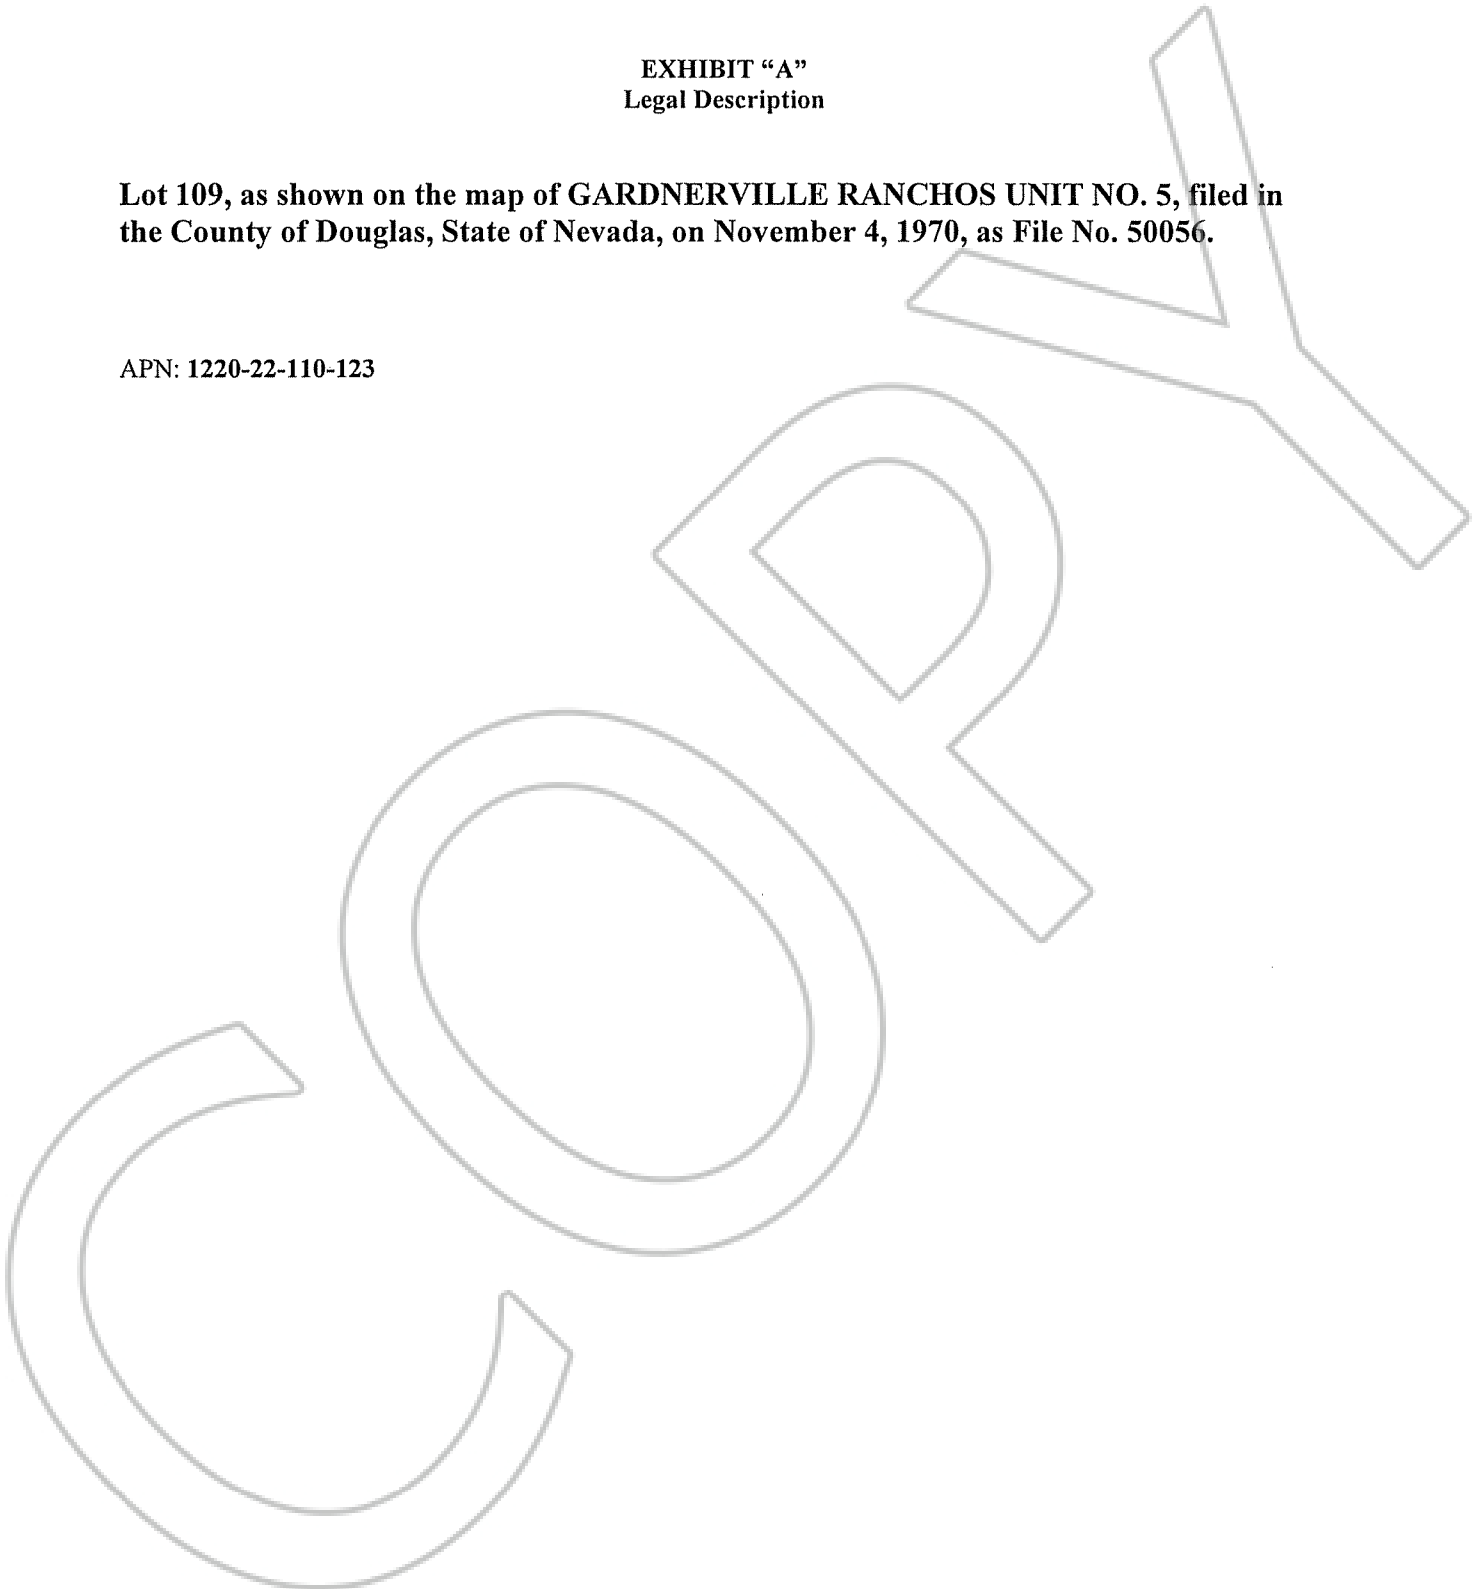 EXHIBIT “A”
Legal Description
Lot 109, as shown on the map of GARDNERVILLE RANCHOS UNIT NO. 5, filed in
the County of Douglas, State of Nevada, on November 4, 1970, as File No. 50056.
APN: 1220-22-110-123
COPY